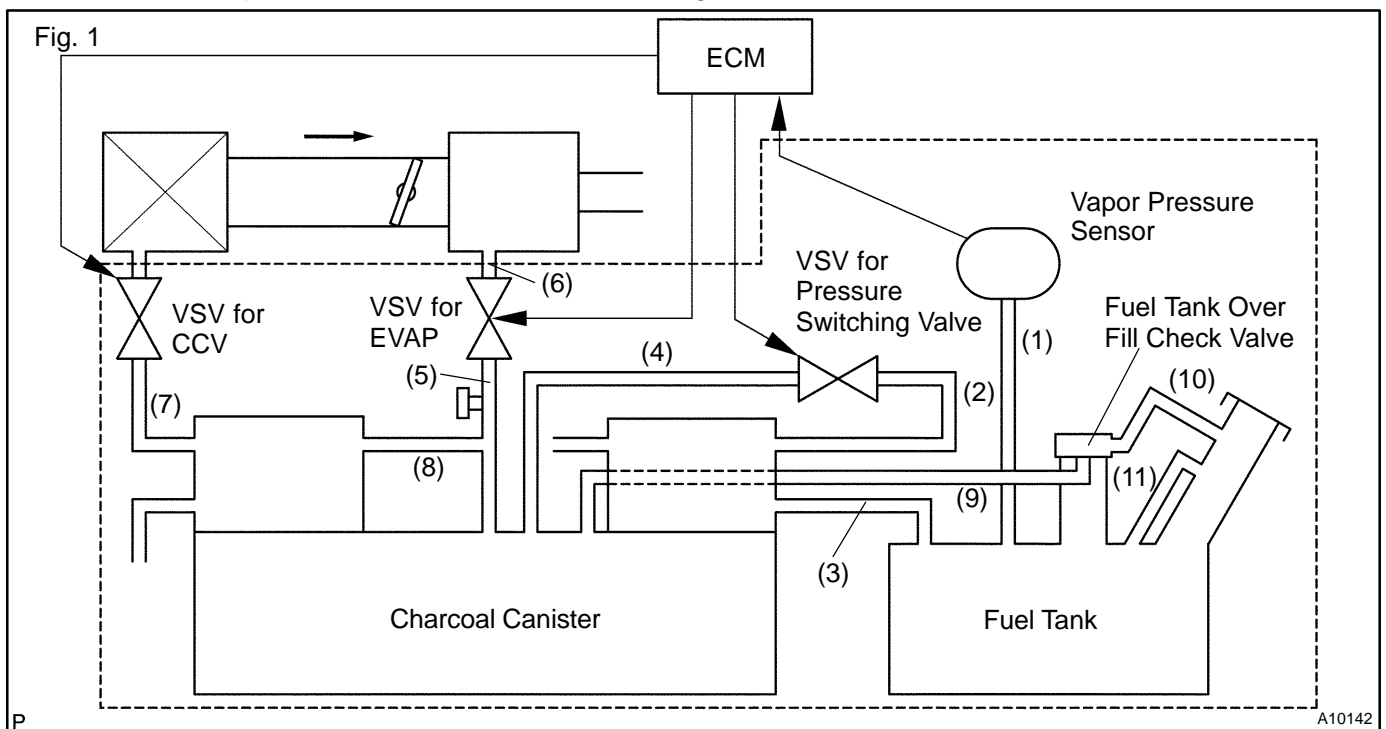 Fig. 1
ECM
Vapor Pressure
Sensor
VSV for
Pressure
Switching Valve
Fuel Tank Over
Fill Check Valve
VSV for
CCV
VSV for
EVAP
(6)
(1)
(4)
(5)
(2)
(10)
(7)
(8)
(9)
(11)
(3)
Charcoal Canister
Fuel Tank
P
A10142